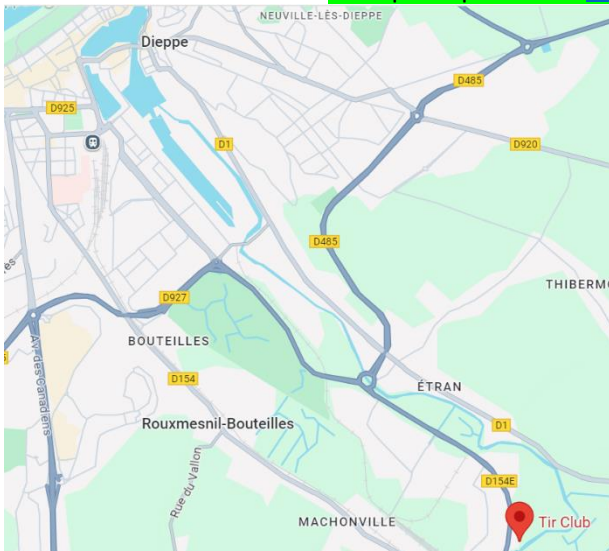 NEUVILLE-LÈS-DIEPPE
Dieppe
D485
D925
D1
D920
D485
THIBERM
D927
BOUTEILLES
Av. des Canadiens
D154
ÉTRAN
Rouxmesnil-Bouteilles
D1
Rue du Vallon
D154E
MACHONVILLE
Tir Club